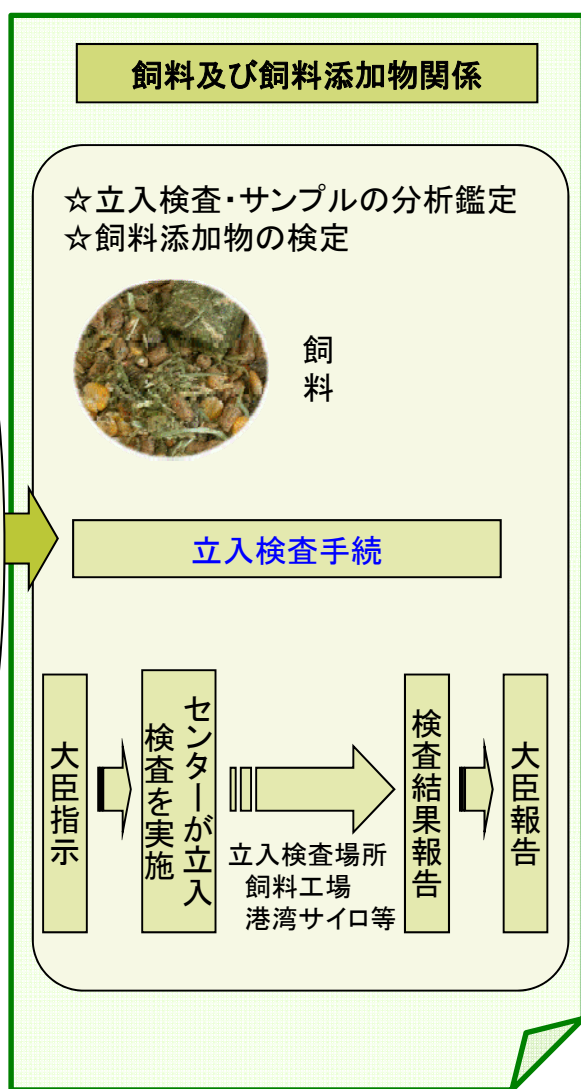 飼料及び飼料添加物関係
☆立入検査・サンプルの分析鑑定
☆飼料添加物の検定
飼
料
立入検査手続
大臣指示
センターが立入
検査を実施
立入検査場所
飼料工場
港湾サイロ等
検査結果報告
大臣報告